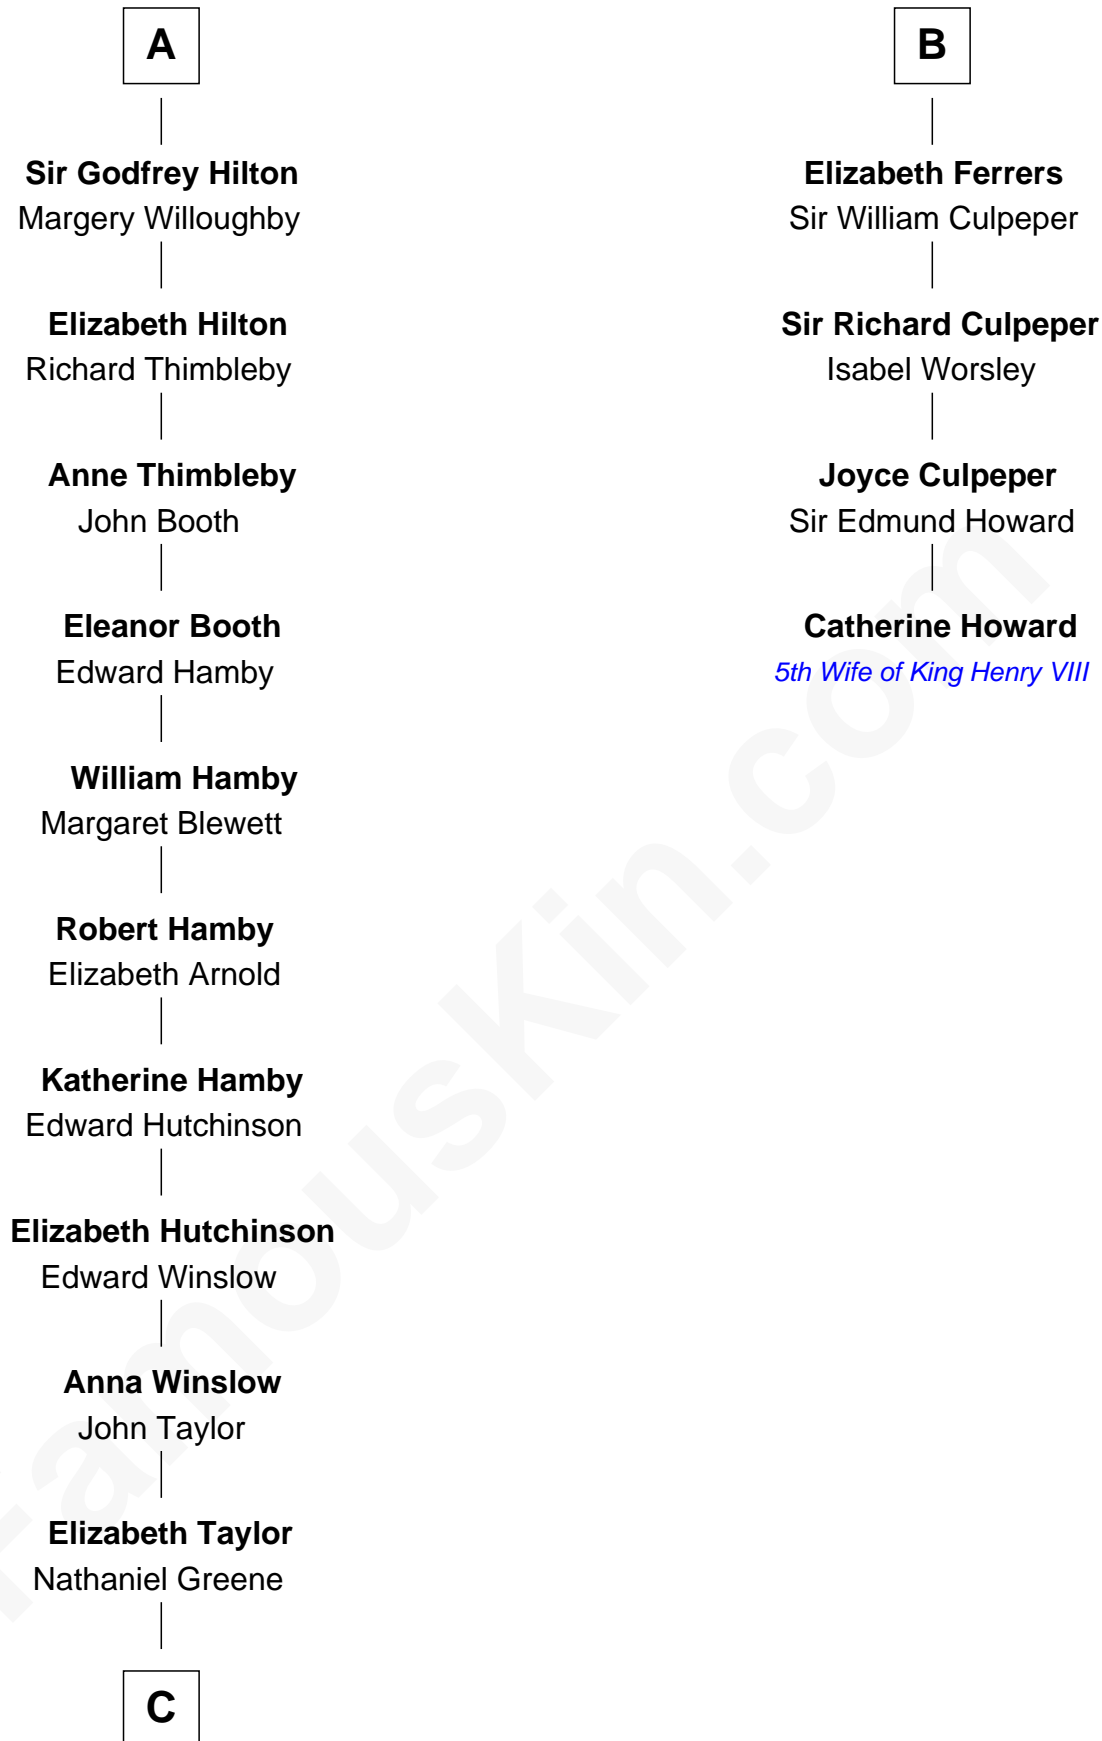 A
Sir Godfrey Hilton
Margery Willoughby
Elizabeth Hilton
Richard Thimbleby
Anne Thimbleby
John Booth
Eleanor Booth
Edward Hamby
William Hamby
Margaret Blewett
Robert Hamby
Elizabeth Arnold
Katherine Hamby
Edward Hutchinson
Elizabeth Hutchinson
Edward Winslow
Anna Winslow
John Taylor
Elizabeth Taylor
Nathaniel Greene
C
B
Elizabeth Ferrers
Sir William Culpeper
Sir Richard Culpeper
Isabel Worsley
Joyce Culpeper
Sir Edmund Howard
Catherine Howard
5th Wife of King Henry VIII
FamousKin.com